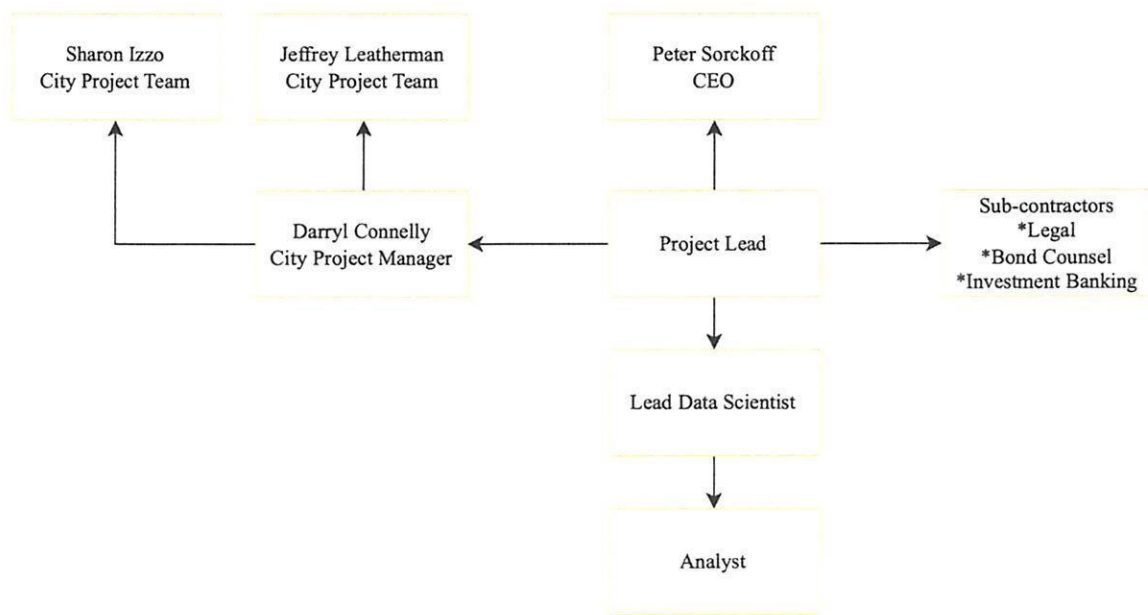 Sharon Izzo
City Project Team
Jeffrey Leatherman
City Project Team
Peter Sorckoff
CEO
Darryl Connelly
City Project Manager
Project Lead
Sub-contractors
*Legal
*Bond Counsel
*Investment Banking
Lead Data Scientist
Analyst